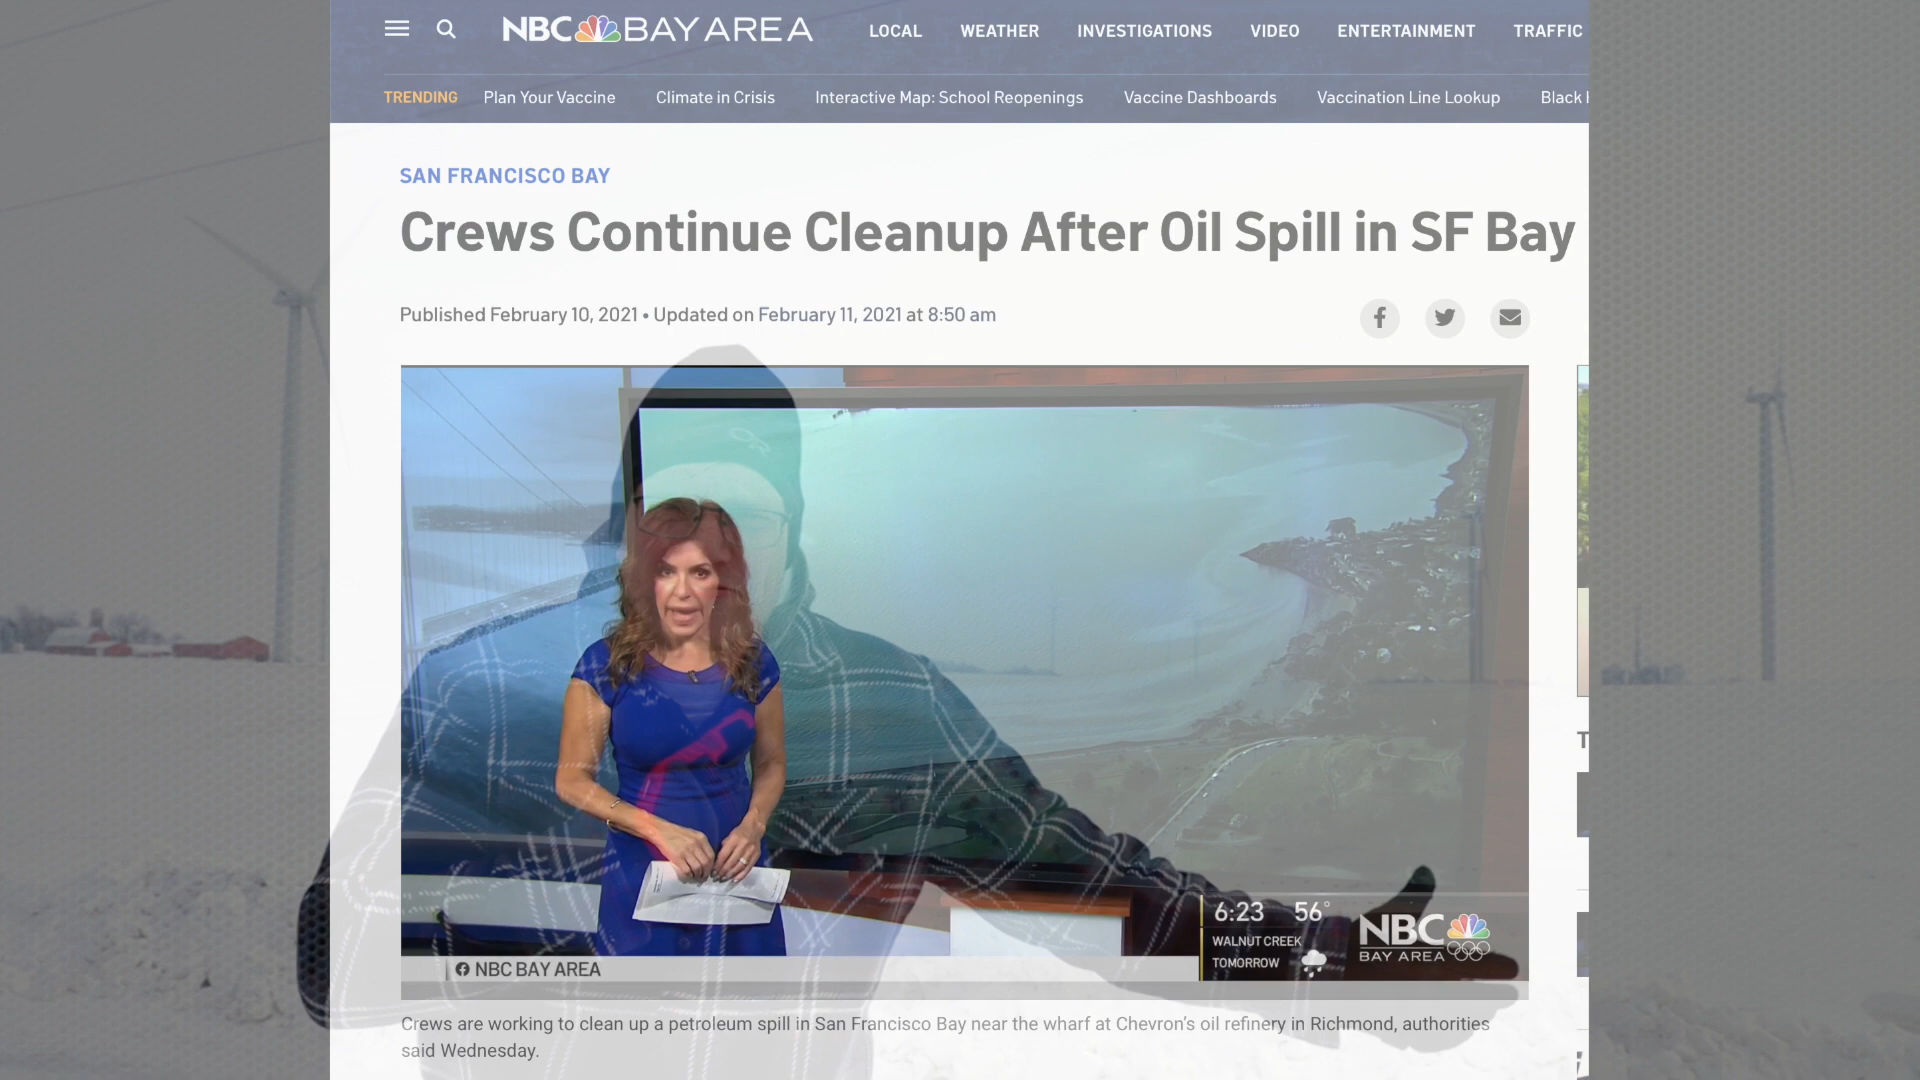 NBC BAY AREA
LOCAL WEATHER INVESTIGATIONS VIDEO ENTERTAINMENT TRAFFIC
TRENDING Plan Your Vaccine Climate in Crisis Interactive Map: School Reopenings Vaccine Dashboards Vaccination Line Lookup Black
SAN FRANCISCO BAY
Crews Continue Cleanup After Oil Spill in SF Bay
Published February 10, 2021 • Updated on February 11, 2021 at 8:50 am
6:23 56°
WALNUT CREEK
TOMORROW
NBC
BAY AREA
NBC BAY AREA
Crews are working to clean up a petroleum spill in San Francisco Bay near the wharf at Chevron's oil refinery in Richmond, authorities
said Wednesday.